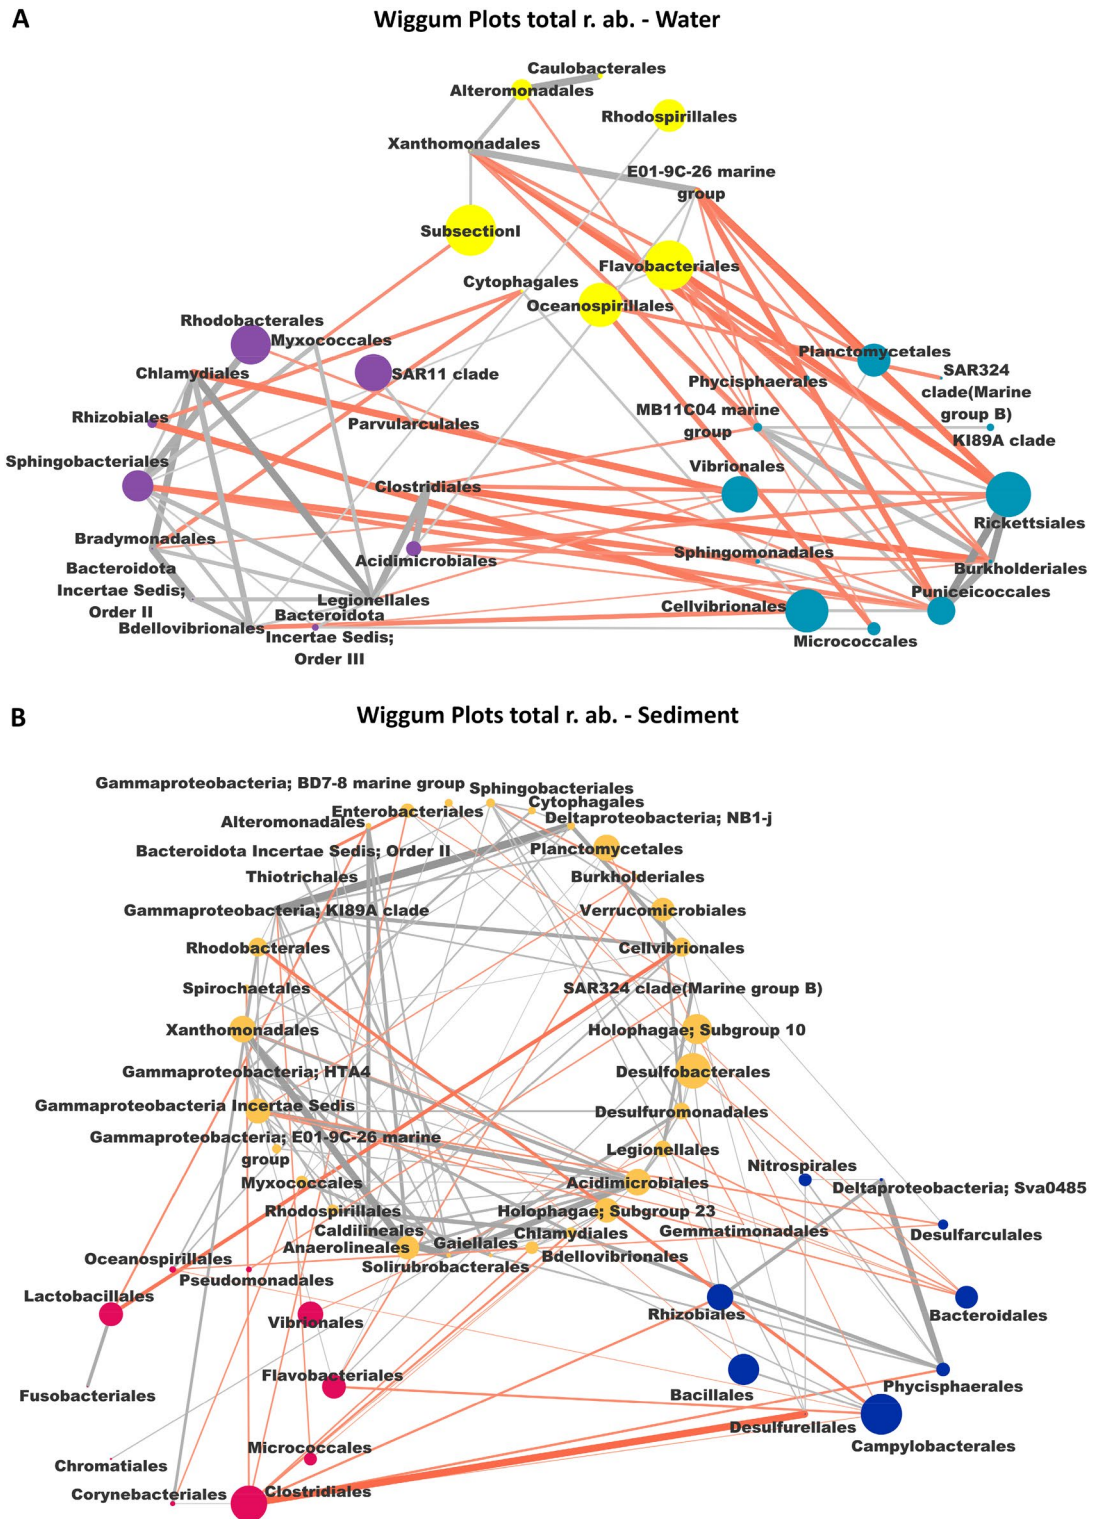 A
Wiggum Plots total r. ab. - Water
Caulobacterales
Alteromonadales
Rhodospirillales
Xanthomonadales
E01-9C-26 marine
group
SubsectionI
Flavobacteriales
Cytophagales
Oceanospirillales
Rhodobacterales
Myxococcales
Planctomycetales
Chlamydiales
SAR11 clade
SAR324
clade(Marine
group B)
Phycisphaerales
MB11C04 marine
group
Rhizobiales
Parvularculales
KI89A clade
Sphingobacteriales
Vibrionales
Clostridiales
Rickettsiales
Bradymonadales
Sphingomonadales
Acidimicrobiales
Burkholderiales
Bacteroidota
Incertae Sedis;
Order II
Puniceicoccales
Legionellales
Cellvibrionales
Bdellovibrionales
Bacteroidota
Incertae Sedis;
Order III
Micrococcales
B
Wiggum Plots total r. ab. - Sediment
Gammaproteobacteria; BD7-8 marine group
Sphingobacteriales
Cytophagales
Enterobacteriales
Deltaproteobacteria; NB1-j
Alteromonadales
Bacteroidota Incertae Sedis; Order II
Planctomycetales
Thiotrichales
Burkholderiales
Gammaproteobacteria; KI89A clade
Verrucomicrobiales
Rhodobacterales
Cellvibrionales
Spirochaetales
SAR324 clade(Marine group B)
Xanthomonadales
Holophagae; Subgroup 10
Gammaproteobacteria; HTA4
Desulfobacterales
Gammaproteobacteria Incertae Sedis
Desulfuromonadales
Gammaproteobacteria; E01-9C-26 marine
group
Legionellales
Nitrospirales
Myxococcales
Acidimicrobiales
Deltaproteobacteria; Sva0485
Rhodospirillales
Holophagae; Subgroup 23
Caldilineales
Chlamydiales
Gemmatimonadales
Desulfarculales
Anaerolineales
Gaiellales
Bdellovibrionales
Oceanospirillales
Solirubrobacterales
Pseudomonadales
Lactobacillales
Vibrionales
Rhizobiales
Bacteroidales
Flavobacteriales
Phycisphaerales
Fusobacteriales
Bacillales
Desulfurellales
Campylobacterales
Micrococcales
Chromatiales
Corynebacteriales
Clostridiales